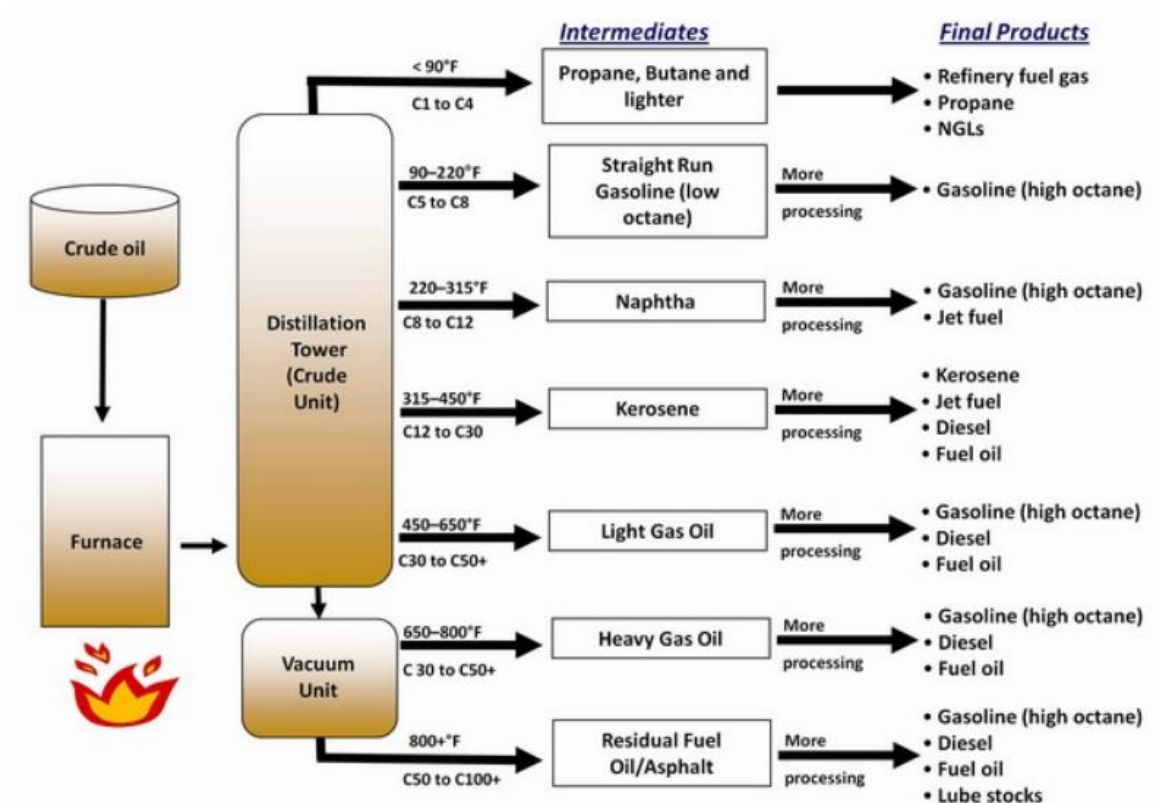 Intermediates
Final Products
< 90°F
C1 to C4
Propane, Butane and
lighter
• Refinery fuel gas
• Propane
• NGLs
90–220°F
C5 to C8
Straight Run
Gasoline (low
octane)
More
processing
• Gasoline (high octane)
Crude oil
220–315°F
C8 to C12
Naphtha
More
processing
• Gasoline (high octane)
• Jet fuel
Distillation
Tower
(Crude
Unit)
315–450°F
C12 to C30
Kerosene
More
processing
• Kerosene
• Jet fuel
• Diesel
• Fuel oil
Furnace
450–650°F
C30 to C50+
Light Gas Oil
More
processing
• Gasoline (high octane)
• Diesel
• Fuel oil
Vacuum
Unit
650–800°F
C 30 to C50+
Heavy Gas Oil
More
processing
• Gasoline (high octane)
• Diesel
• Fuel oil
800+°F
C50 to C100+
Residual Fuel
Oil/Asphalt
More
processing
• Gasoline (high octane)
• Diesel
• Fuel oil
• Lube stocks